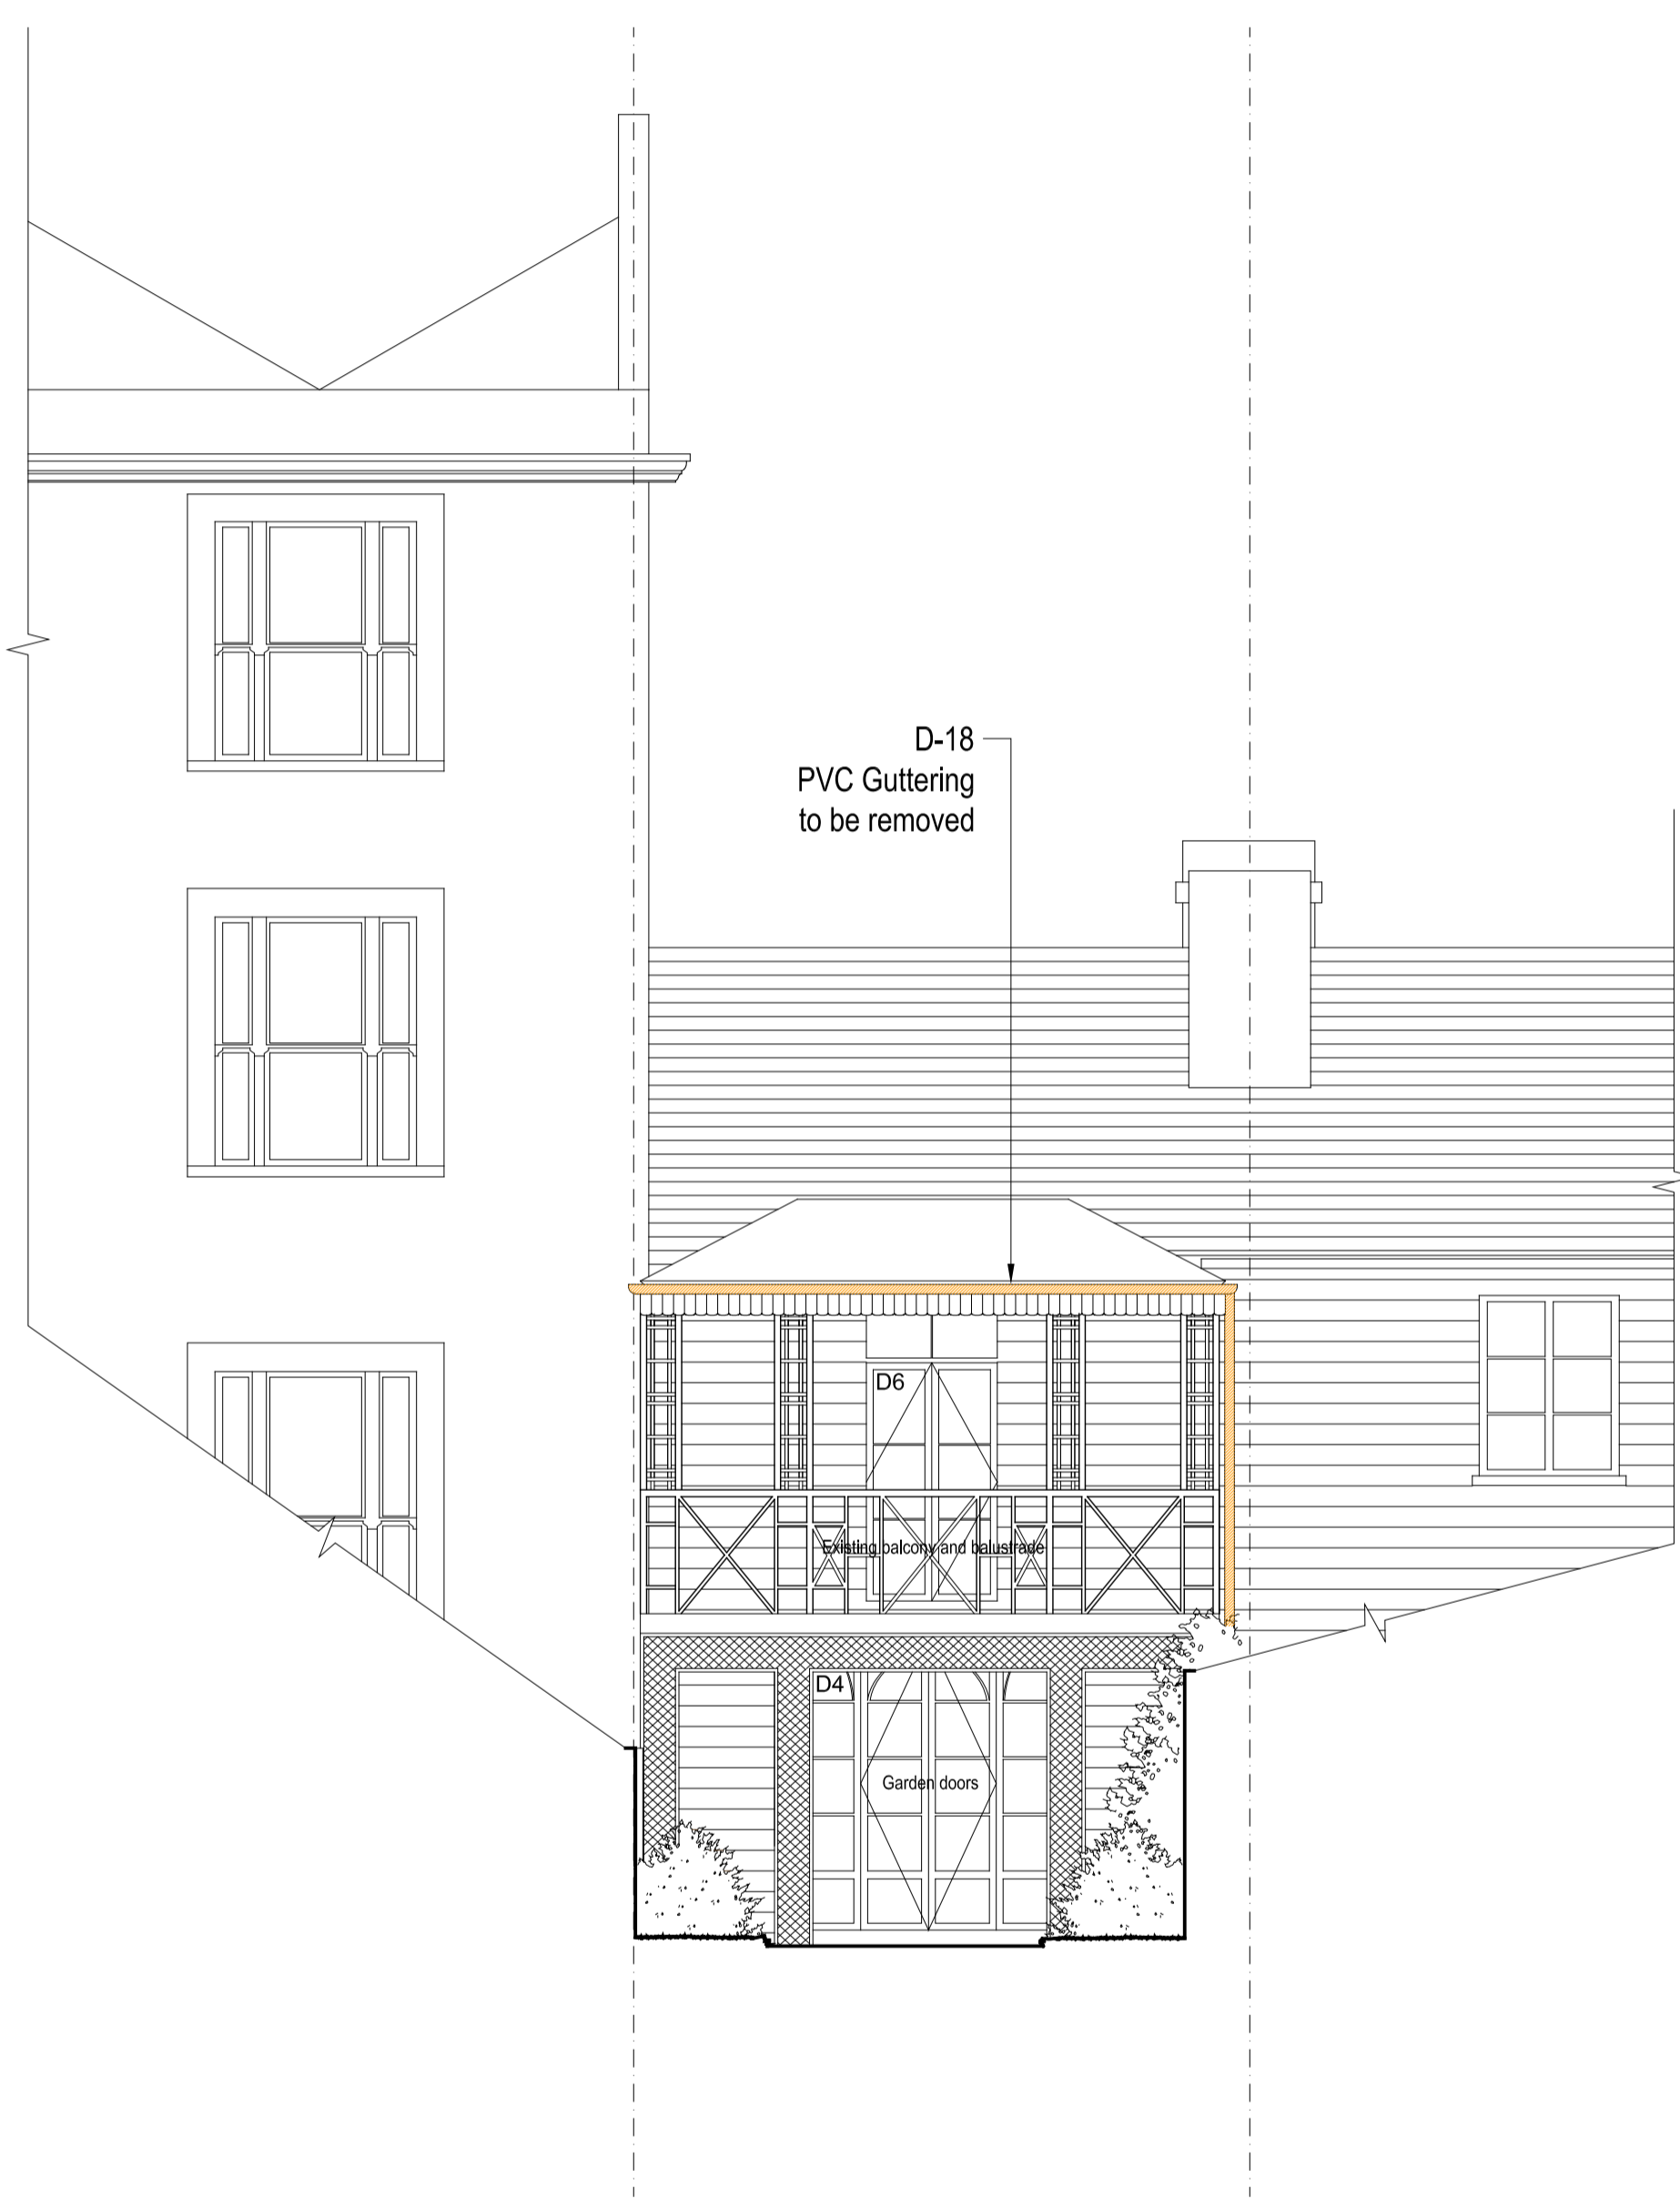 D-18
PVC Guttering
to be removed
D6
Existing balcony and balustrade
D4
Garden doors